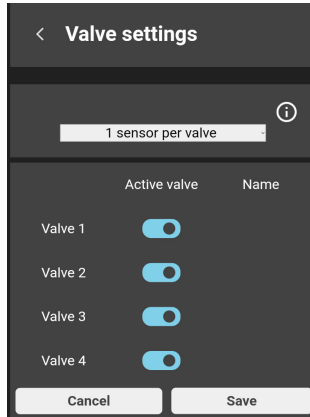 Valve settings
1 sensor per valve
Active valve Name
Valve 1
Valve 2
Valve 3
Valve 4
Cancel Save